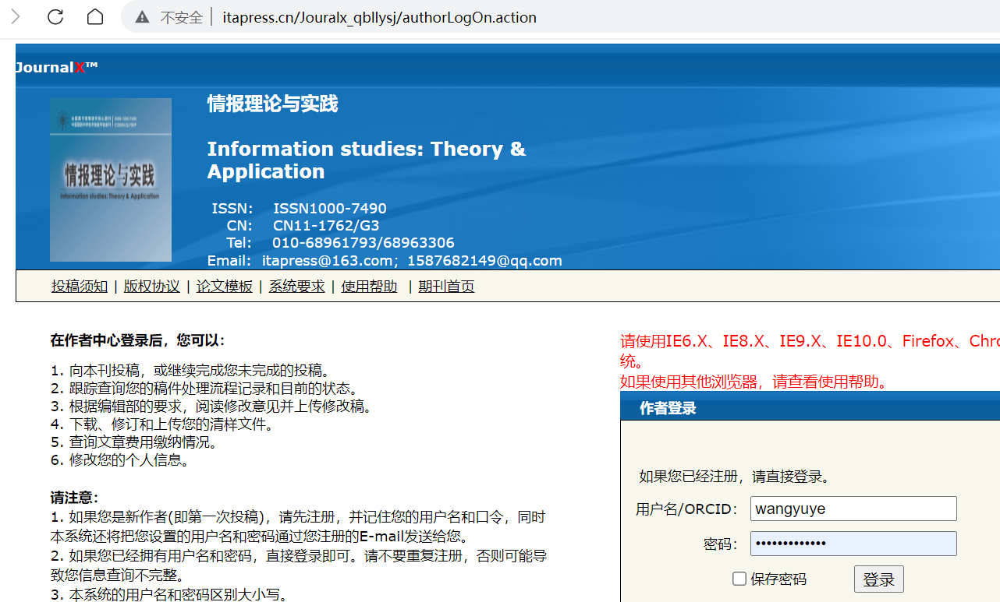 不安全 itapress.cn/Jouralx_qbllysj/authorLogOn.action
JournalX™
情报理论与实践
Information studies: Theory &
Application
ISSN: ISSN1000-7490
CN: CN11-1762/G3
Tel: 010-68961793/68963306
Email: itapress@163.com; 1587682149@qq.com
情报理论与实践
Information studies: Theory & Application
投稿须知 | 版权协议 | 论文模板 | 系统要求 | 使用帮助 | 期刊首页
在作者中心登录后，您可以：
1. 向本刊投稿，或继续完成您未完成的投稿。
2. 跟踪查询您的稿件处理流程记录和目前的状态。
3. 根据编辑部的要求，阅读修改意见并上传修改稿。
4. 下载、修订和上传您的清样文件。
5. 查询文章费用缴纳情况。
6. 修改您的个人信息。
请注意：
1. 如果您是新作者(即第一次投稿)，请先注册，并记住您的用户名和口令，同时
本系统还将把您设置的用户名和密码通过您注册的E-mail发送给您。
2. 如果您已经拥有用户名和密码，直接登录即可。请不要重复注册，否则可能导
致您信息查询不完整。
3. 本系统的用户名和密码区别大小写。
请使用IE6.X、IE8.X、IE9.X、IE10.0、Firefox、Chro
统。
如果使用其他浏览器，请查看使用帮助。
作者登录
如果您已经注册，请直接登录。
用户名/ORCID： wangyuye
密码： •••••••••••••
保存密码 登录